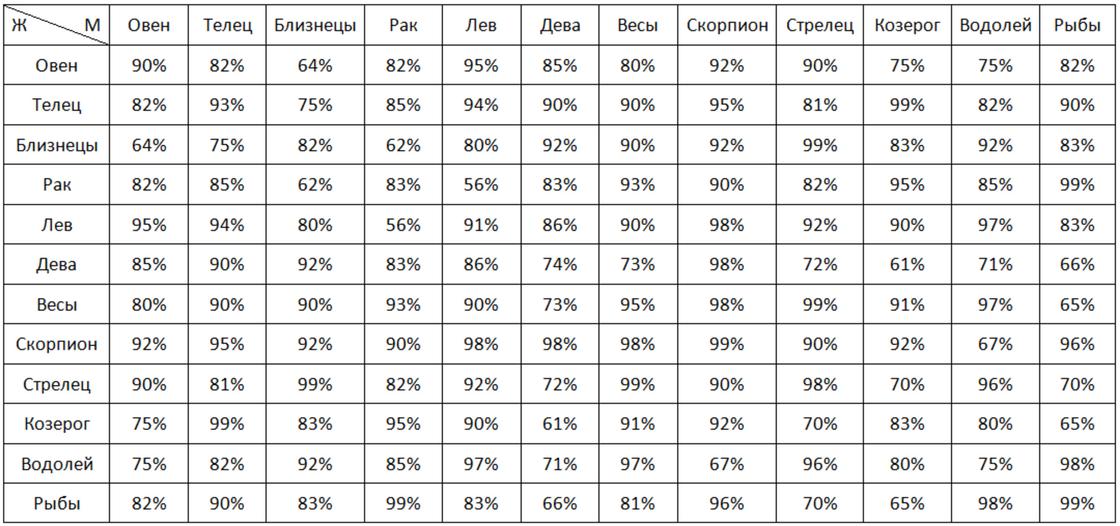 Ж М Овен Телец Близнецы Рак Лев Дева Весы Скорпион Стрелец Козерог Водолей Рыбы
Овен 90% 82% 64% 82% 95% 85% 80% 92% 90% 75% 75% 82%
Телец 82% 93% 75% 85% 94% 90% 90% 95% 81% 99% 82% 90%
Близнецы 64% 75% 82% 62% 80% 92% 90% 92% 99% 83% 92% 83%
Рак 82% 85% 62% 83% 56% 83% 93% 90% 82% 95% 85% 99%
Лев 95% 94% 80% 56% 91% 86% 90% 98% 92% 90% 97% 83%
Дева 85% 90% 92% 83% 86% 74% 73% 98% 72% 61% 71% 66%
Весы 80% 90% 90% 93% 90% 73% 95% 98% 99% 91% 97% 65%
Скорпион 92% 95% 92% 90% 98% 98% 98% 99% 90% 92% 67% 96%
Стрелец 90% 81% 99% 82% 92% 72% 99% 90% 98% 70% 96% 70%
Козерог 75% 99% 83% 95% 90% 61% 91% 92% 70% 83% 80% 65%
Водолей 75% 82% 92% 85% 97% 71% 97% 67% 96% 80% 75% 98%
Рыбы 82% 90% 83% 99% 83% 66% 81% 96% 70% 65% 98% 99%